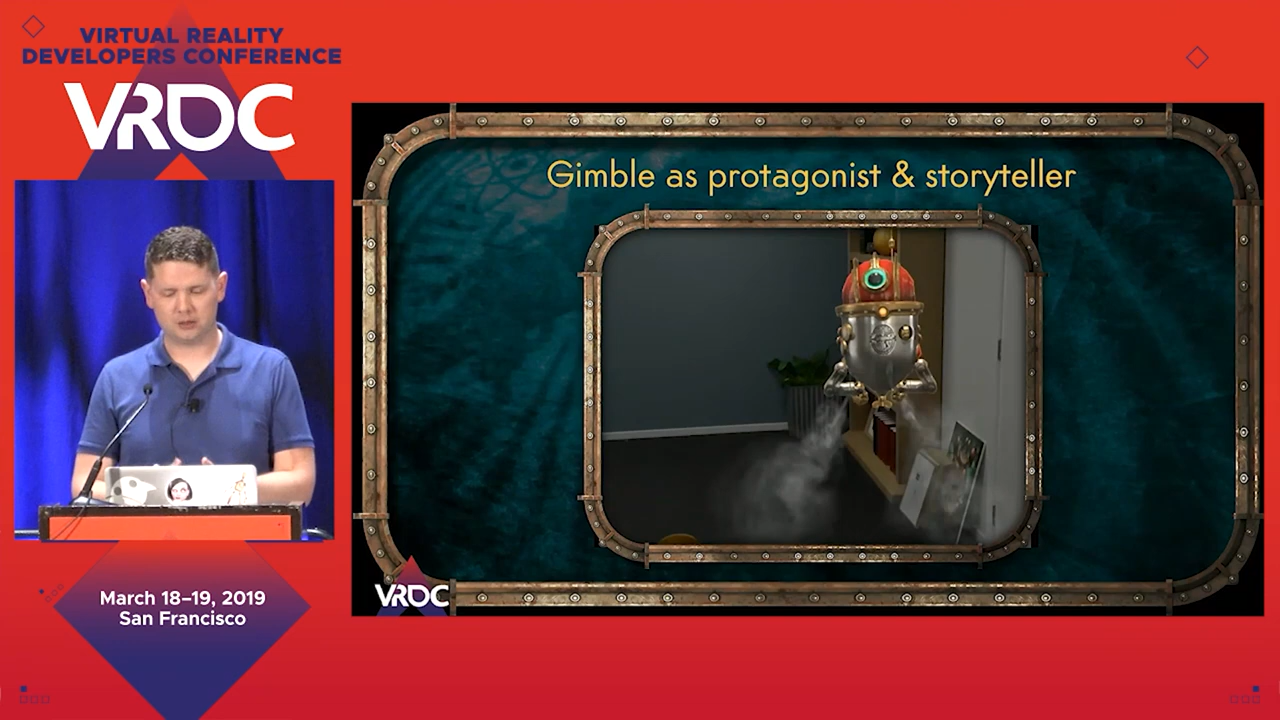 VIRTUAL REALITY
DEVELOPERS CONFERENCE
VRDC
Gimble as protagonist & storyteller
VRDC
March 18–19, 2019
San Francisco